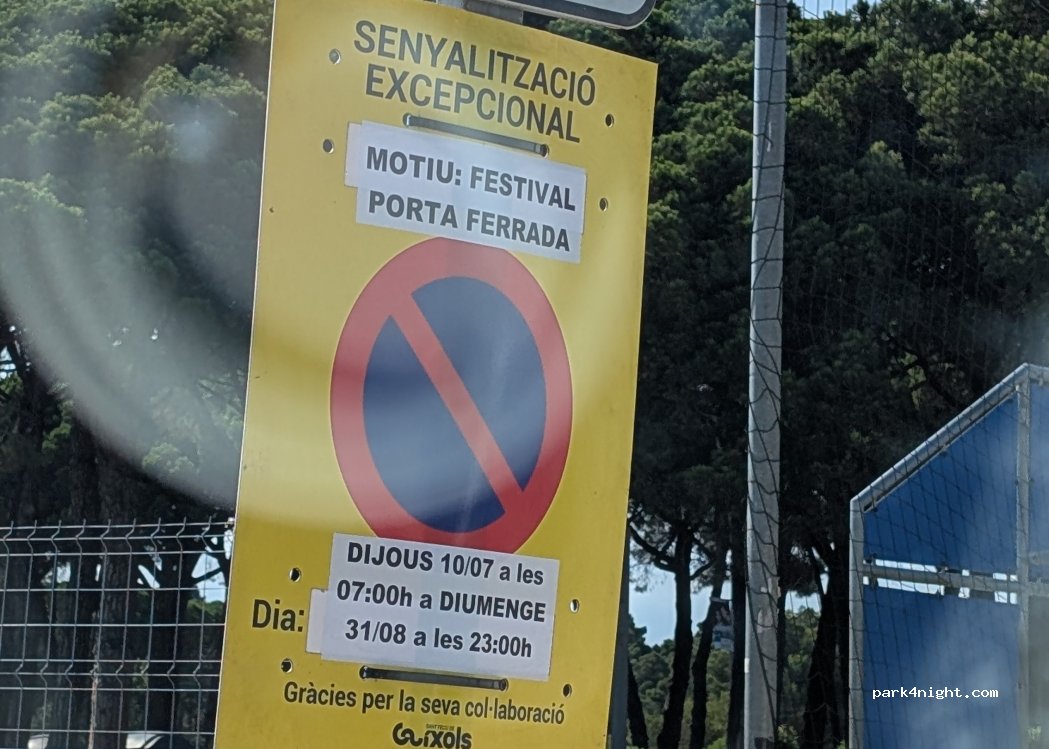 SENYALITZACIÓ
EXCEPCIONAL
MOTIU: FESTIVAL
PORTA FERRADA
DIJOUS 10/07 a les
07:00h a DIUMENGE
Dia:
31/08 a les 23:00h
Gràcies per la seva col·laboració
Guíxols
park4night.com